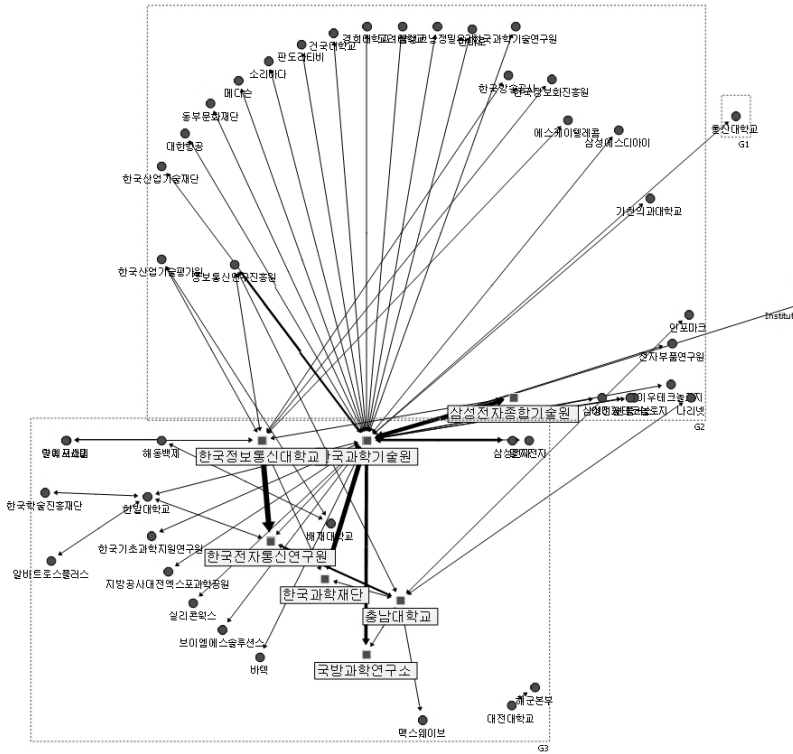 건국대학교
판도라티비
소리바다
메디슨
동부문화재단
대한항공
한국산업기술재단
한국방송공사
한국정보화진흥원
에스케이텔레콤
삼성에스디아이
울산대학교
G1
가천의과대학교
한국산업기술평가원
정보통신연구진흥원
인포마크
Institut
전자부품연구원
나리넷
삼성전자종합기술원
G2
해동백제
한국정보통신대학교
한국과학기술원
한국학술진흥재단
한밭대학교
배재대학교
한국기초과학지원연구원
한국전자통신연구원
알바트로스플러스
지방공사대전엑스포과학공원
한국과학재단
실리콘웍스
충남대학교
브이엠에스솔루션스
바텍
국방과학연구소
해군본부
대전대학교
맥스웨이브
G3